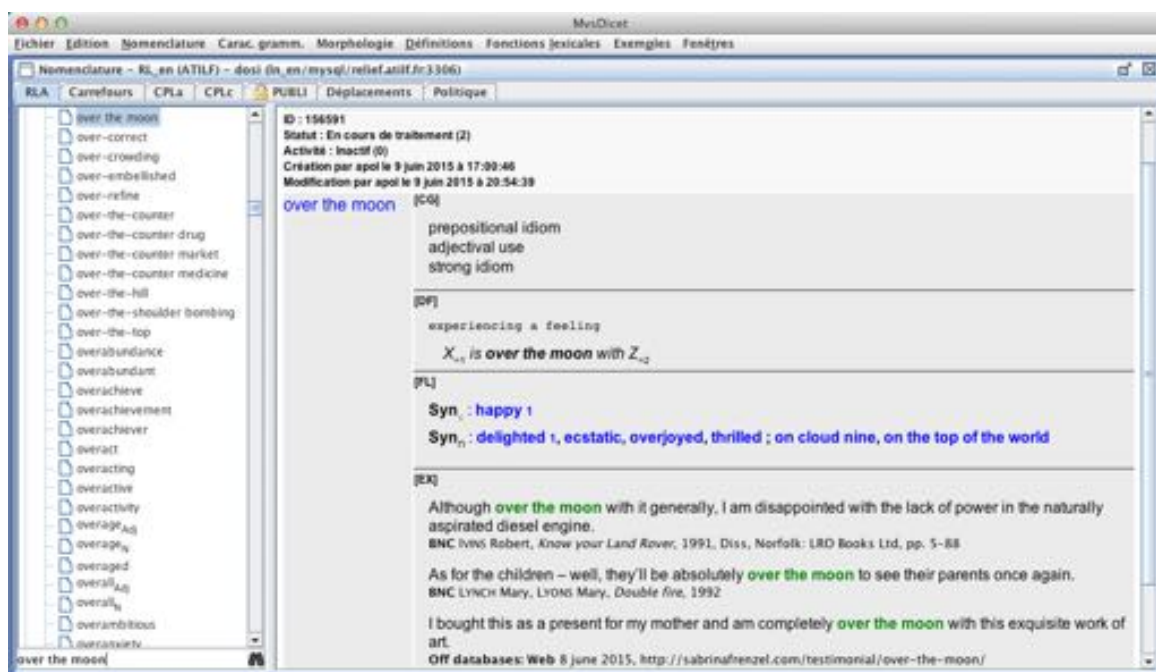 MvsDicet
Fichier Edition Nomenclature Carac. gramm. Morphologie Définitions Fonctions lexicales Exemples Fenêtres
Nomenclature - RL_en (ATILF) - dosi (ln_en/mysql/relief.atilf.fr:3306)
RLA Carrefours CPLa CPLc PUBLI Déplacements Politique
over the moon
over-correct
over-crowding
over-embellished
over-refine
over-the-counter
over-the-counter drug
over-the-counter market
over-the-counter medicine
over-the-hill
over-the-shoulder bombing
over-the-top
overabundance
overabundant
overachieve
overachievement
overachiever
overact
overacting
overactive
overactivity
overage Adj
overage N
overaged
overall Adj
overall N
overambitious
overanxiety
over the moon
ID : 156591
Statut : En cours de traitement (2)
Activité : Inactif (0)
Création par apol le 9 juin 2015 à 17:00:46
Modification par apol le 9 juin 2015 à 20:54:39
over the moon
[CG]
prepositional idiom
adjectival use
strong idiom
[DF]
experiencing a feeling
X is over the moon with Z
[FL]
Syn : happy 1
Syn : delighted 1, ecstatic, overjoyed, thrilled ; on cloud nine, on the top of the world
[EX]
Although over the moon with it generally, I am disappointed with the lack of power in the naturally
aspirated diesel engine.
BNC IVINS Robert, Know your Land Rover, 1991, Diss, Norfolk: LRO Books Ltd, pp. 5-88
As for the children – well, they'll be absolutely over the moon to see their parents once again.
BNC LYNCH Mary, LYONS Mary, Double fire, 1992
I bought this as a present for my mother and am completely over the moon with this exquisite work of
art.
Off databases: Web 8 june 2015, http://sabrinafrenzel.com/testimonial/over-the-moon/